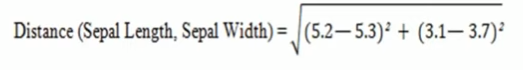 Distance (Sepal Length, Sepal Width) = √(5.2— 5.3)² + (3.1— 3.7)²